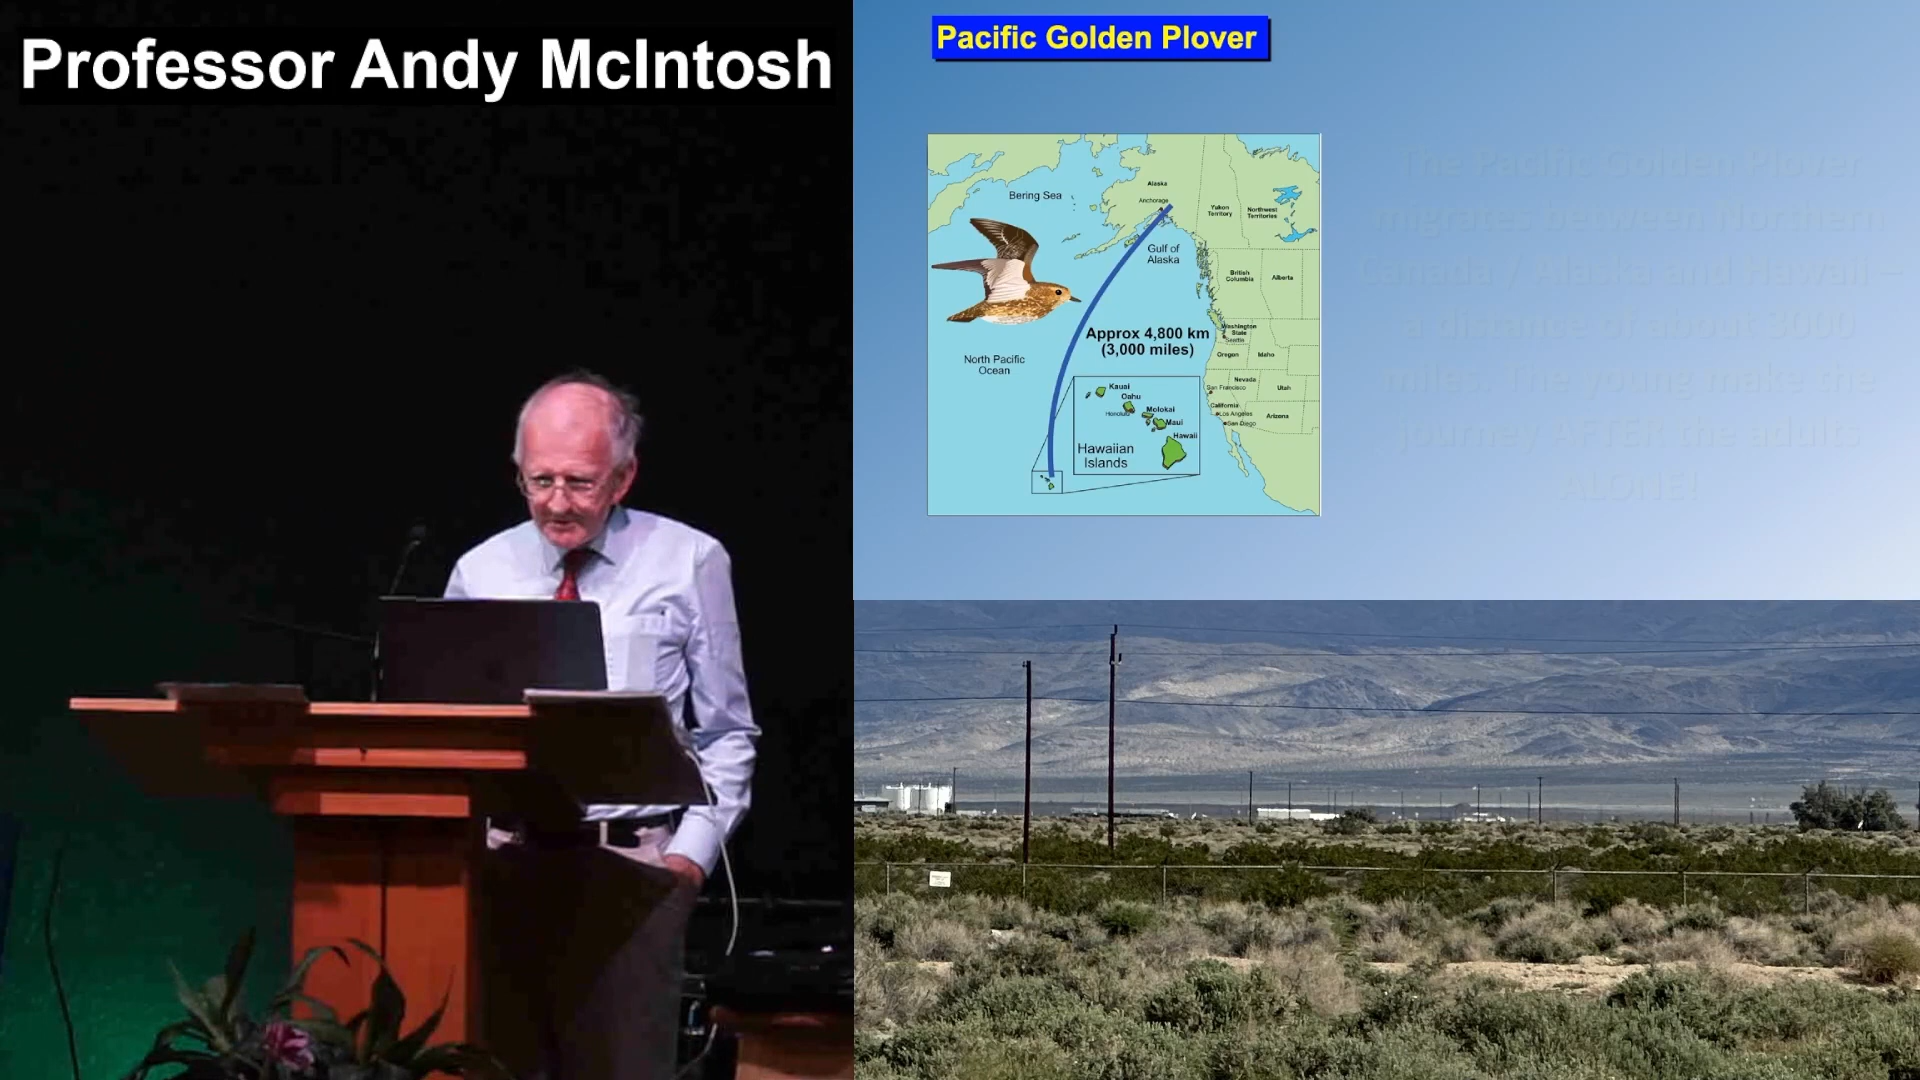 Professor Andy McIntosh
Pacific Golden Plover
Bering Sea
Alaska
Anchorage
Yukon
Territory
Northwest
Territories
Gulf of
Alaska
British
Columbia
Alberta
Approx 4,800 km
(3,000 miles)
Washington
State
Seattle
North Pacific
Ocean
Oregon
Idaho
Nevada
Utah
San Francisco
California
Los Angeles
San Diego
Arizona
Kauai
Oahu
Honolulu
Molokai
Maui
Hawaii
Hawaiian
Islands
The Pacific Golden Plover
migrates between Northern
Canada / Alaska and Hawaii –
a distance of about 3000
miles. The young make the
journey AFTER the adults
ALONE!